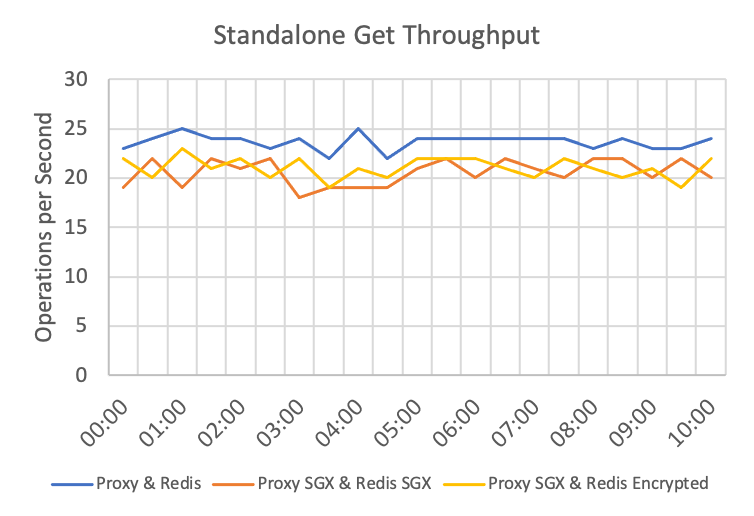 Standalone Get Throughput
Operations per Second
30
25
20
15
10
5
0
00:00 01:00 02:00 03:00 04:00 05:00 06:00 07:00 08:00 09:00 10:00
Proxy & Redis Proxy SGX & Redis SGX Proxy SGX & Redis Encrypted